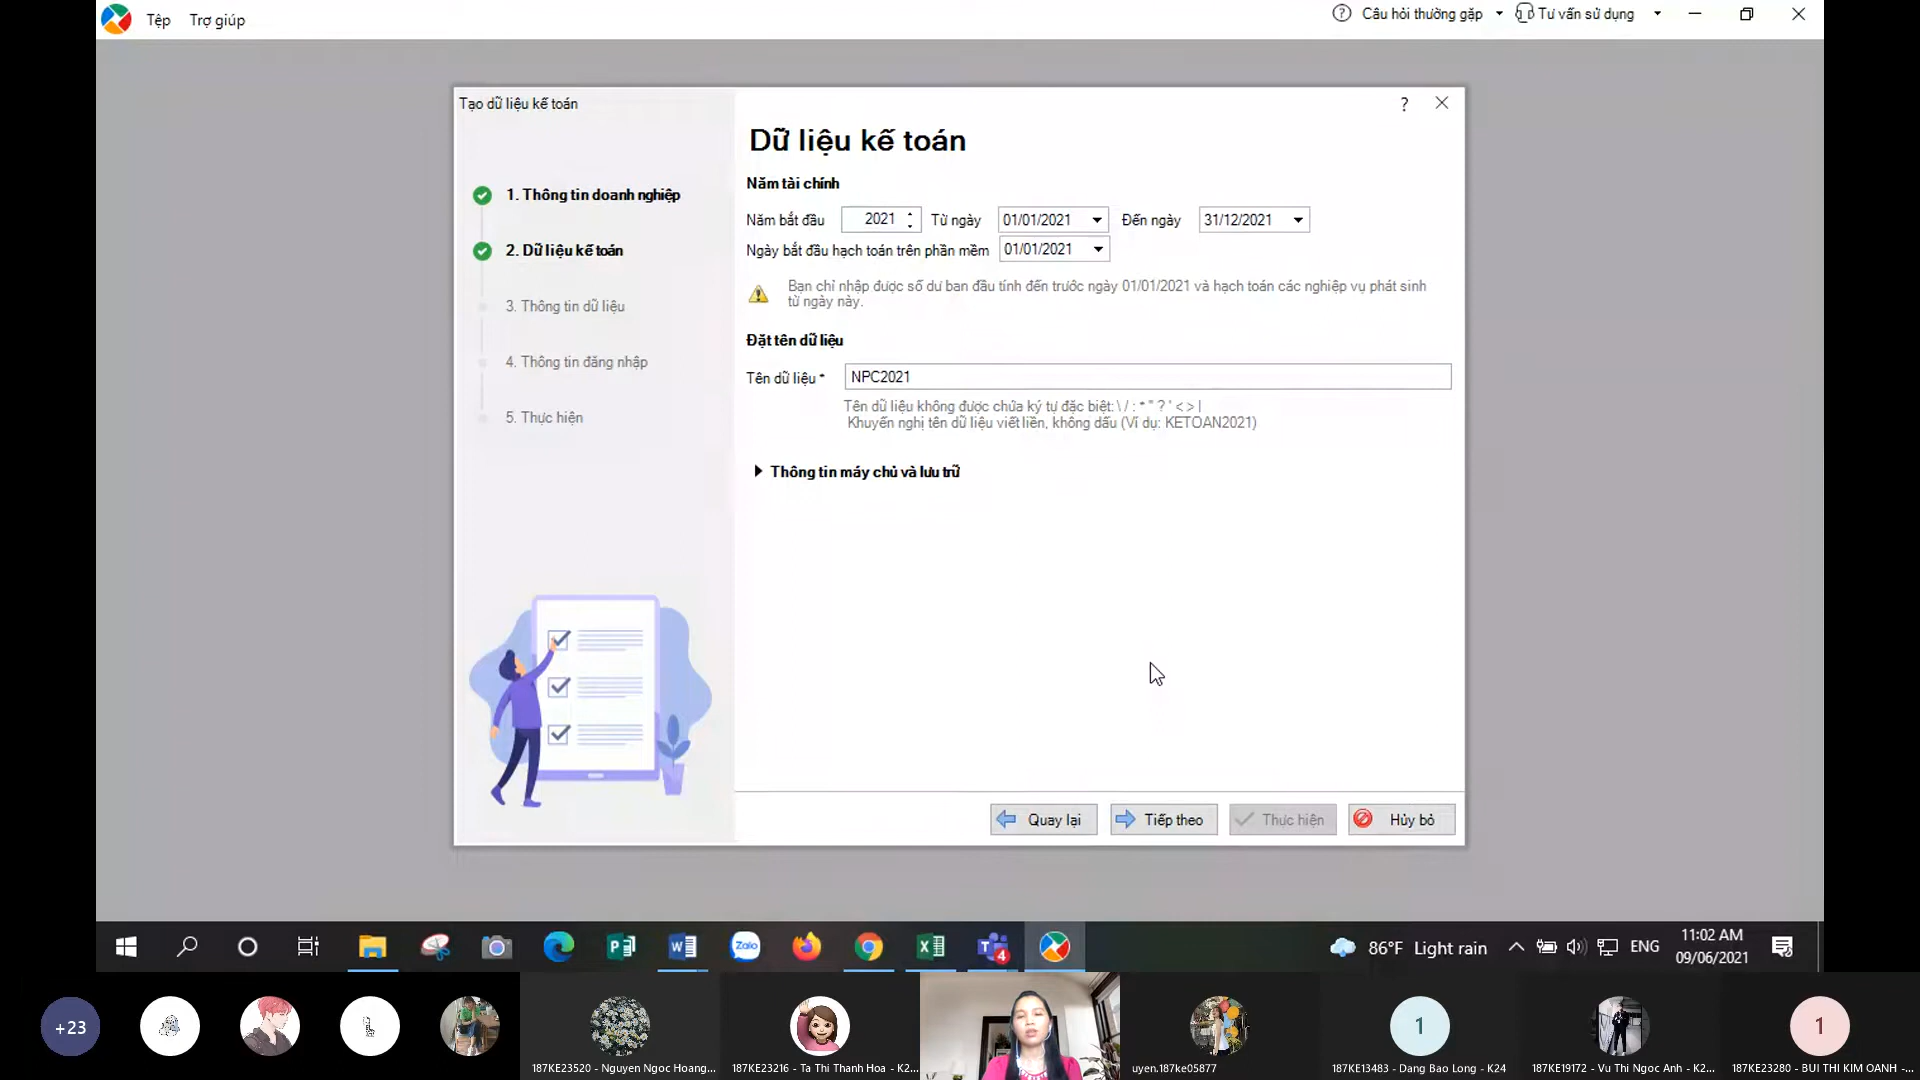 Tệp Trợ giúp
Câu hỏi thường gặp Tư vấn sử dụng
Tạo dữ liệu kế toán
?
Dữ liệu kế toán
1. Thông tin doanh nghiệp
2. Dữ liệu kế toán
3. Thông tin dữ liệu
4. Thông tin đăng nhập
5. Thực hiện
Năm tài chính
Năm bắt đầu 2021 Từ ngày 01/01/2021 Đến ngày 31/12/2021
Ngày bắt đầu hạch toán trên phần mềm 01/01/2021
Bạn chỉ nhập được số dư ban đầu tính đến trước ngày 01/01/2021 và hạch toán các nghiệp vụ phát sinh
từ ngày này.
Đặt tên dữ liệu
Tên dữ liệu * NPC2021
Tên dữ liệu không được chứa ký tự đặc biệt: \ / : * " ? ' < > |
Khuyến nghị tên dữ liệu viết liền, không dấu (Ví dụ: KETOAN2021)
Thông tin máy chủ và lưu trữ
Quay lại Tiếp theo Thực hiện Hủy bỏ
Zalo
4
86°F Light rain
ENG
11:02 AM
09/06/2021
+23
1
1
187KE23520 - Nguyen Ngoc Hoang...
187KE23216 - Ta Thi Thanh Hoa - K2...
uyen.187ke05877
187KE13483 - Dang Bao Long - K24
187KE19172 - Vu Thi Ngoc Anh - K2...
187KE23280 - BUI THI KIM OANH -...